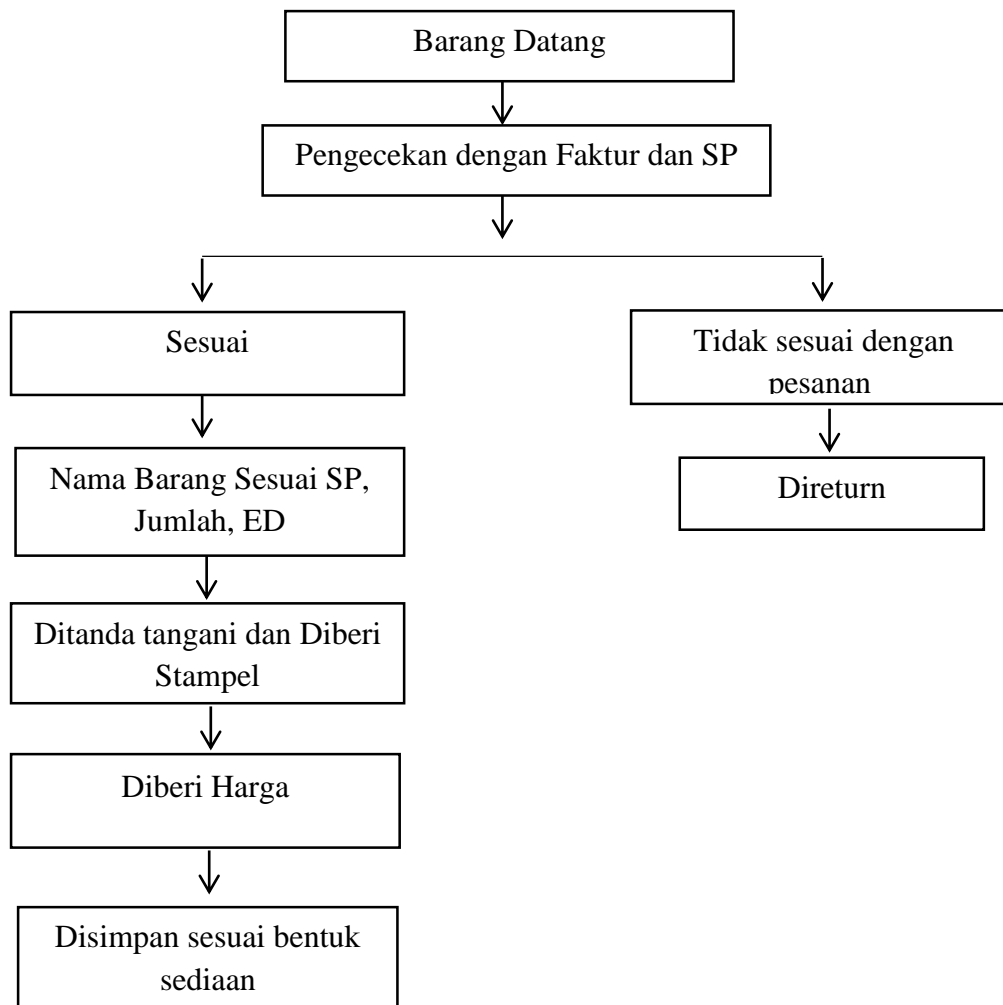 Barang Datang
Pengecekan dengan Faktur dan SP
Sesuai
Tidak sesuai dengan
pesanan
Nama Barang Sesuai SP,
Jumlah, ED
Direturn
Ditanda tangani dan Diberi
Stampel
Diberi Harga
Disimpan sesuai bentuk
sediaan